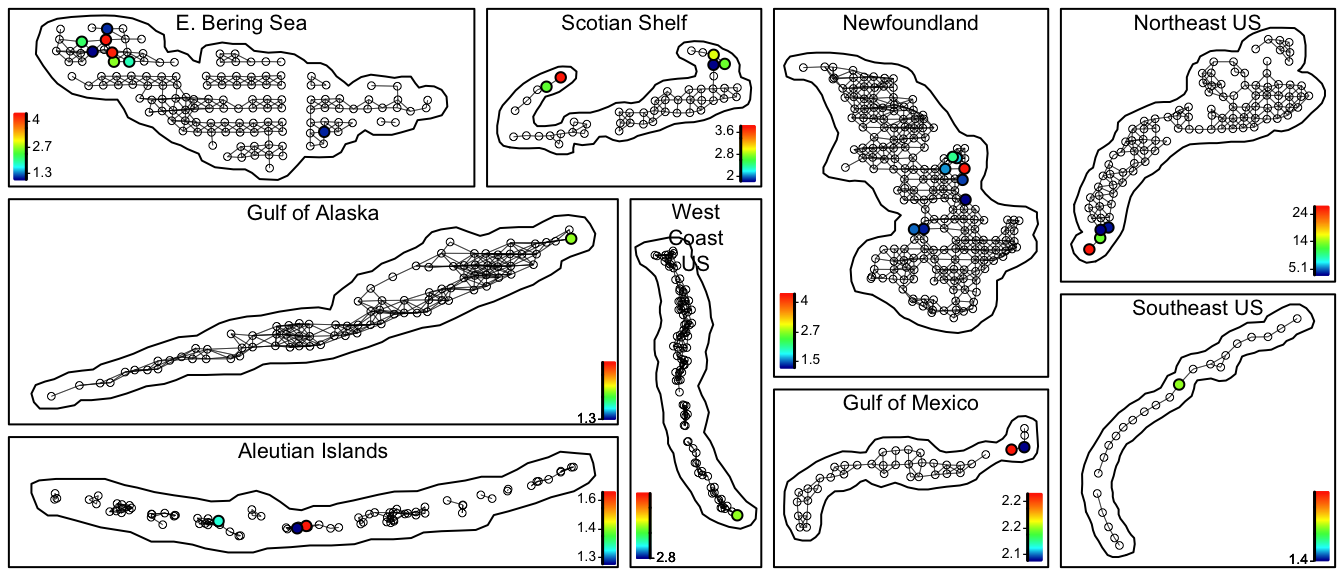 E. Bering Sea
4.4
2.7
1.3
Scotian Shelf
3.6
2.8
2
Newfoundland
4
2.7
1.5
Northeast US
24
14
5.1
Gulf of Alaska
1.3
West
Coast
US
2.8
Southeast US
1.4
Gulf of Mexico
2.2
2.2
2.1
Aleutian Islands
1.6
1.4
1.3